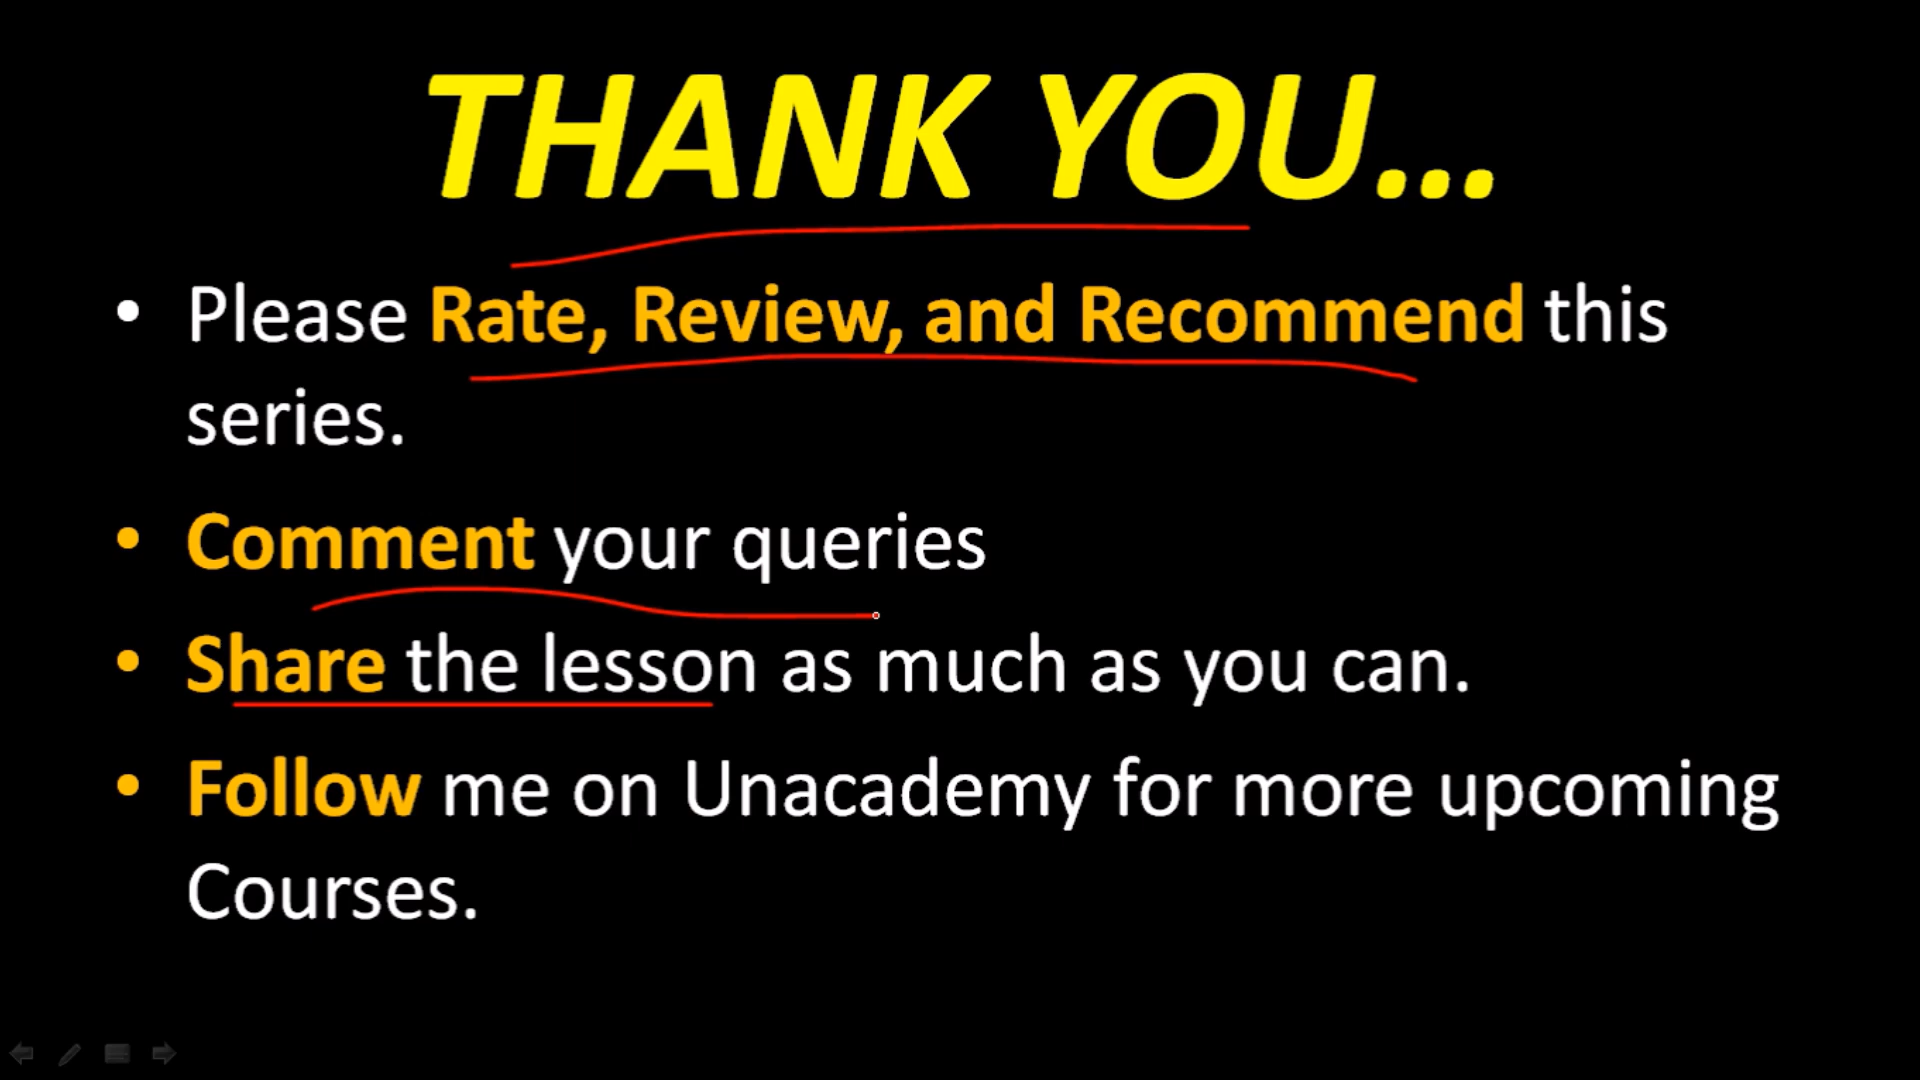 THANK YOU...
• Please Rate, Review, and Recommend this
series.
• Comment your queries
• Share the lesson as much as you can.
• Follow me on Unacademy for more upcoming
Courses.